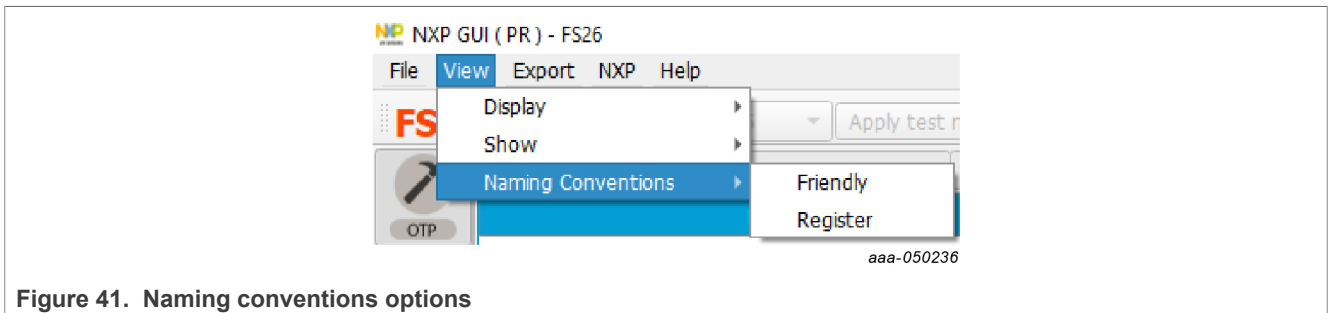 NXP NXP GUI ( PR ) - FS26
File View Export NXP Help
Display
FS Apply test
Show
Naming Conventions Friendly
Register
OTP
aaa-050236
Figure 41. Naming conventions options